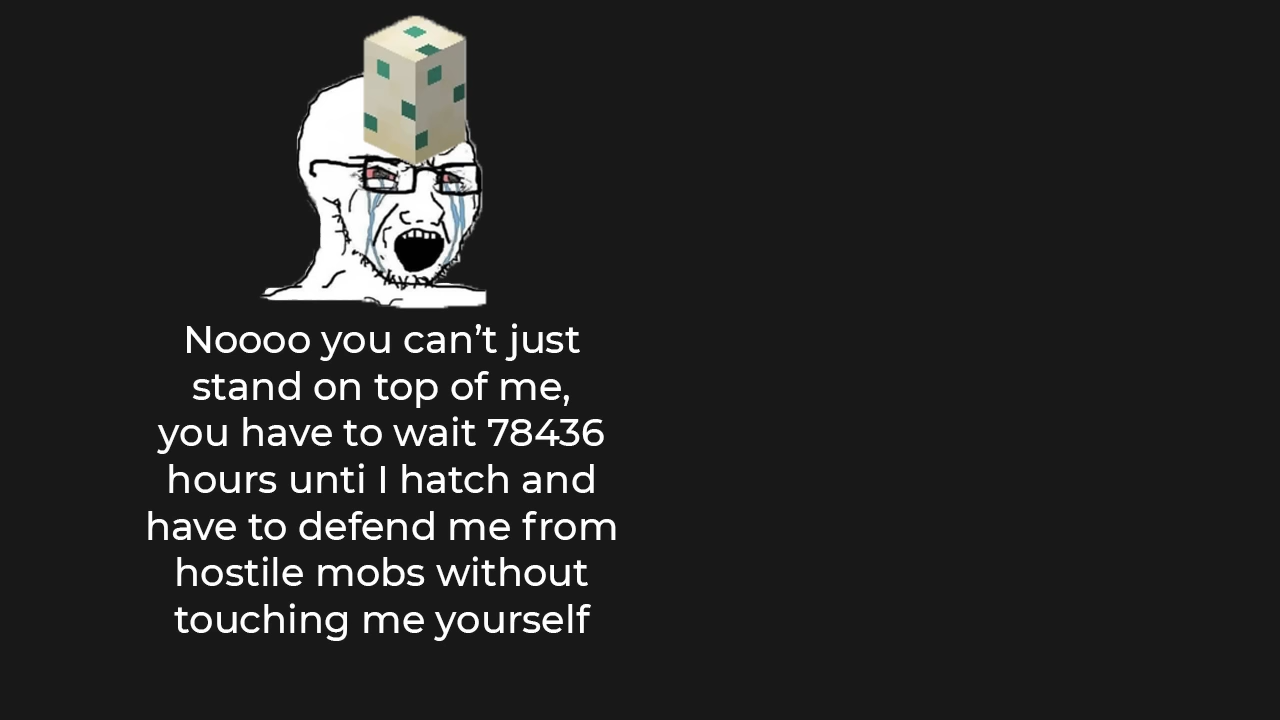 Noooo you can’t just
stand on top of me,
you have to wait 78436
hours unti I hatch and
have to defend me from
hostile mobs without
touching me yourself